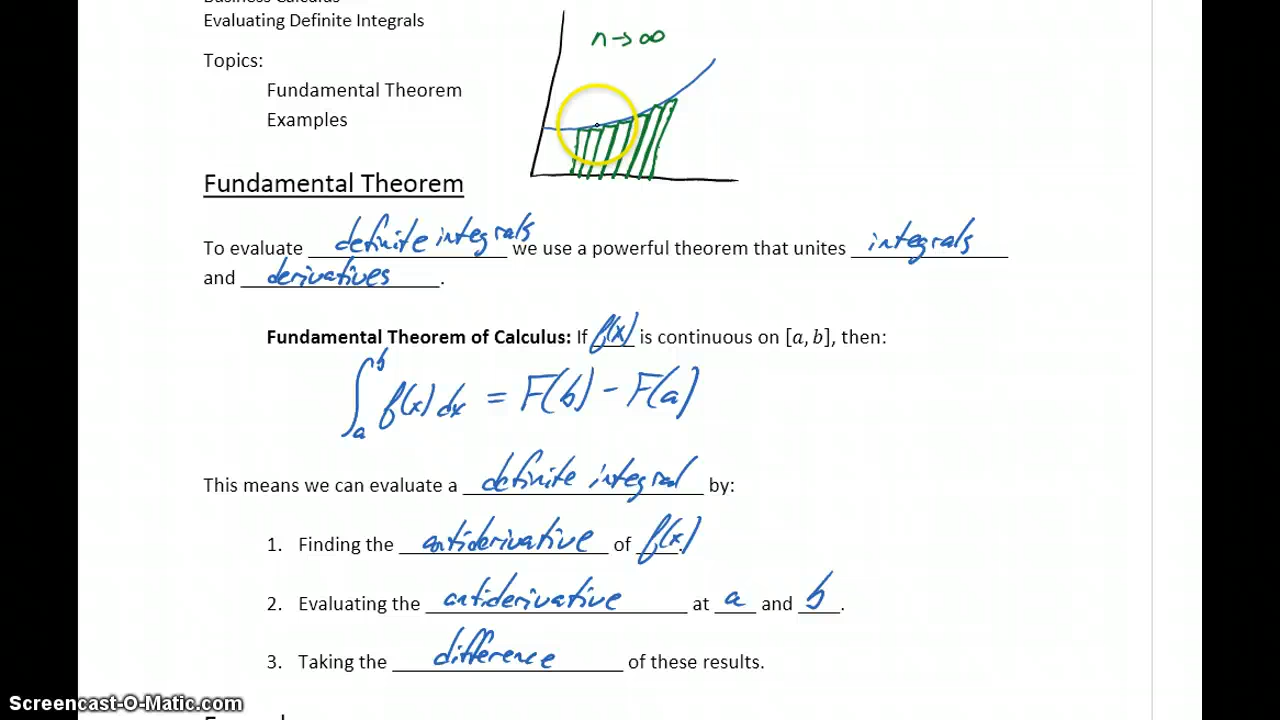 Business Calculus
Evaluating Definite Integrals
n→∞
Topics:
Fundamental Theorem
Examples
Fundamental Theorem
To evaluate definite integrals we use a powerful theorem that unites integrals
and derivatives.
Fundamental Theorem of Calculus: If f(x) is continuous on [a, b], then:
∫_a^b f(x) dx = F(b) - F(a)
This means we can evaluate a definite integral by:
1. Finding the antiderivative of f(x).
2. Evaluating the antiderivative at a and b.
3. Taking the difference of these results.
Screencast-O-Matic.com